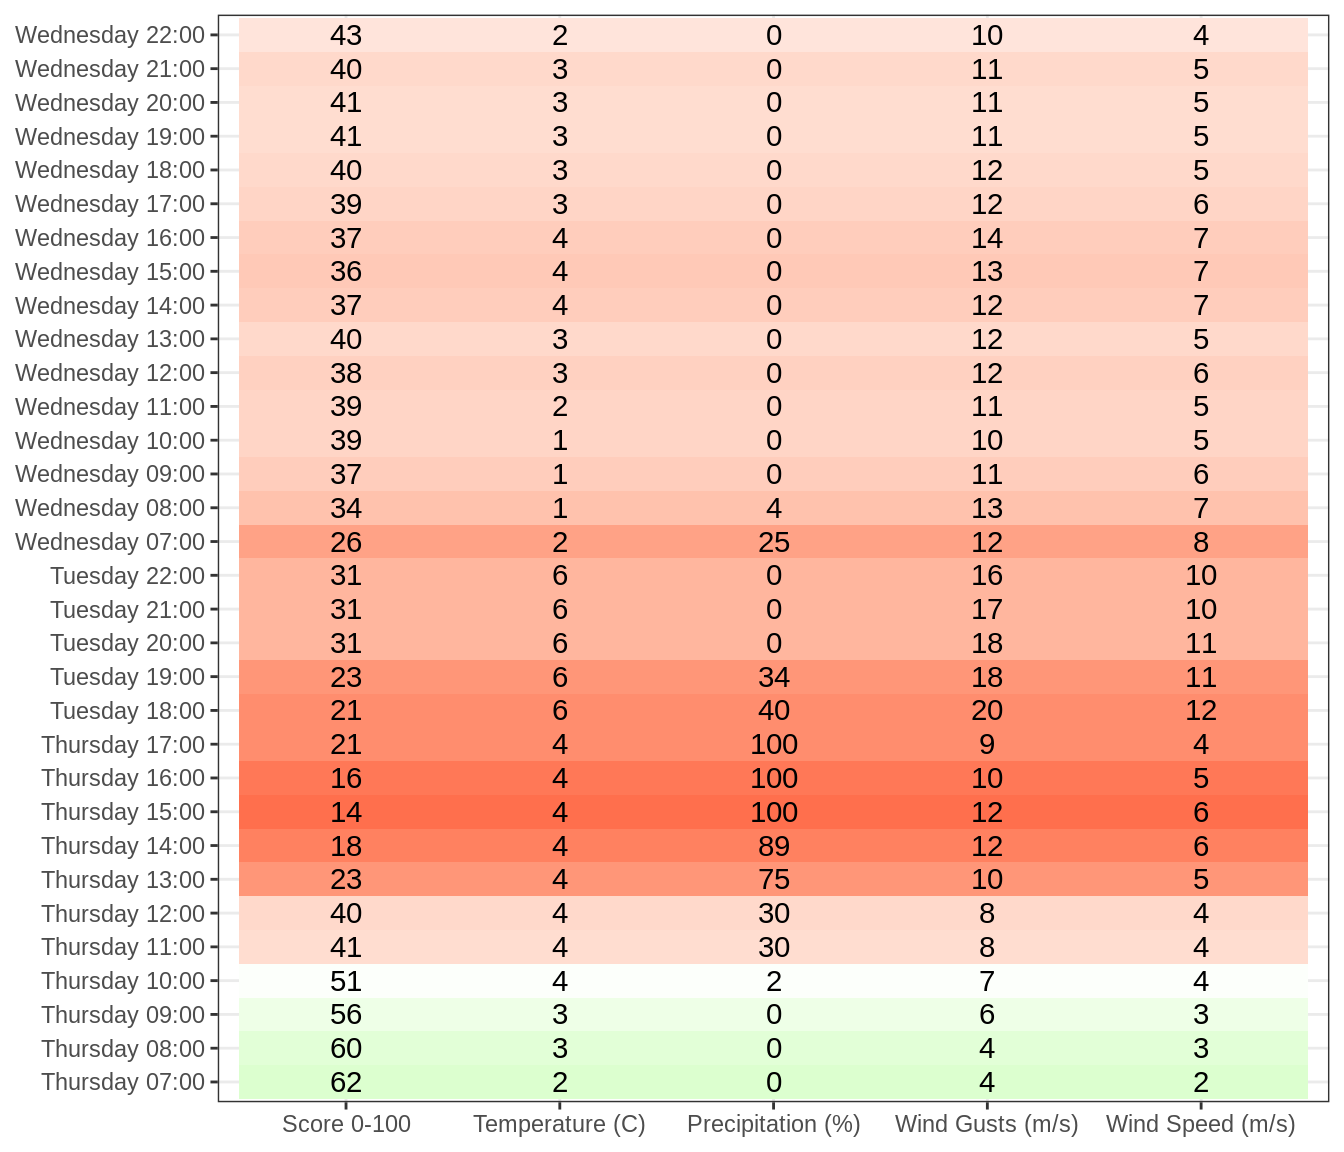 Wednesday 22:00 43 2 0 10 4
Wednesday 21:00 40 3 0 11 5
Wednesday 20:00 41 3 0 11 5
Wednesday 19:00 41 3 0 11 5
Wednesday 18:00 40 3 0 12 5
Wednesday 17:00 39 3 0 12 6
Wednesday 16:00 37 4 0 14 7
Wednesday 15:00 36 4 0 13 7
Wednesday 14:00 37 4 0 12 7
Wednesday 13:00 40 3 0 12 5
Wednesday 12:00 38 3 0 12 6
Wednesday 11:00 39 2 0 11 5
Wednesday 10:00 39 1 0 10 5
Wednesday 09:00 37 1 0 11 6
Wednesday 08:00 34 1 4 13 7
Wednesday 07:00 26 2 25 12 8
Tuesday 22:00 31 6 0 16 10
Tuesday 21:00 31 6 0 17 10
Tuesday 20:00 31 6 0 18 11
Tuesday 19:00 23 6 34 18 11
Tuesday 18:00 21 6 40 20 12
Thursday 17:00 21 4 100 9 4
Thursday 16:00 16 4 100 10 5
Thursday 15:00 14 4 100 12 6
Thursday 14:00 18 4 89 12 6
Thursday 13:00 23 4 75 10 5
Thursday 12:00 40 4 30 8 4
Thursday 11:00 41 4 30 8 4
Thursday 10:00 51 4 2 7 4
Thursday 09:00 56 3 0 6 3
Thursday 08:00 60 3 0 4 3
Thursday 07:00 62 2 0 4 2
Score 0-100 Temperature (C) Precipitation (%) Wind Gusts (m/s) Wind Speed (m/s)